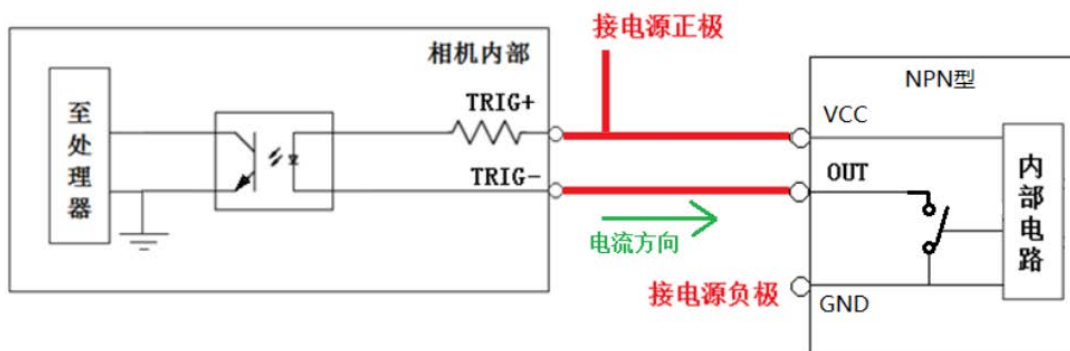 接电源正极
相机内部
NPN型
至处理器
TRIG+
VCC
TRIG-
OUT
内部电路
电流方向
接电源负极
GND